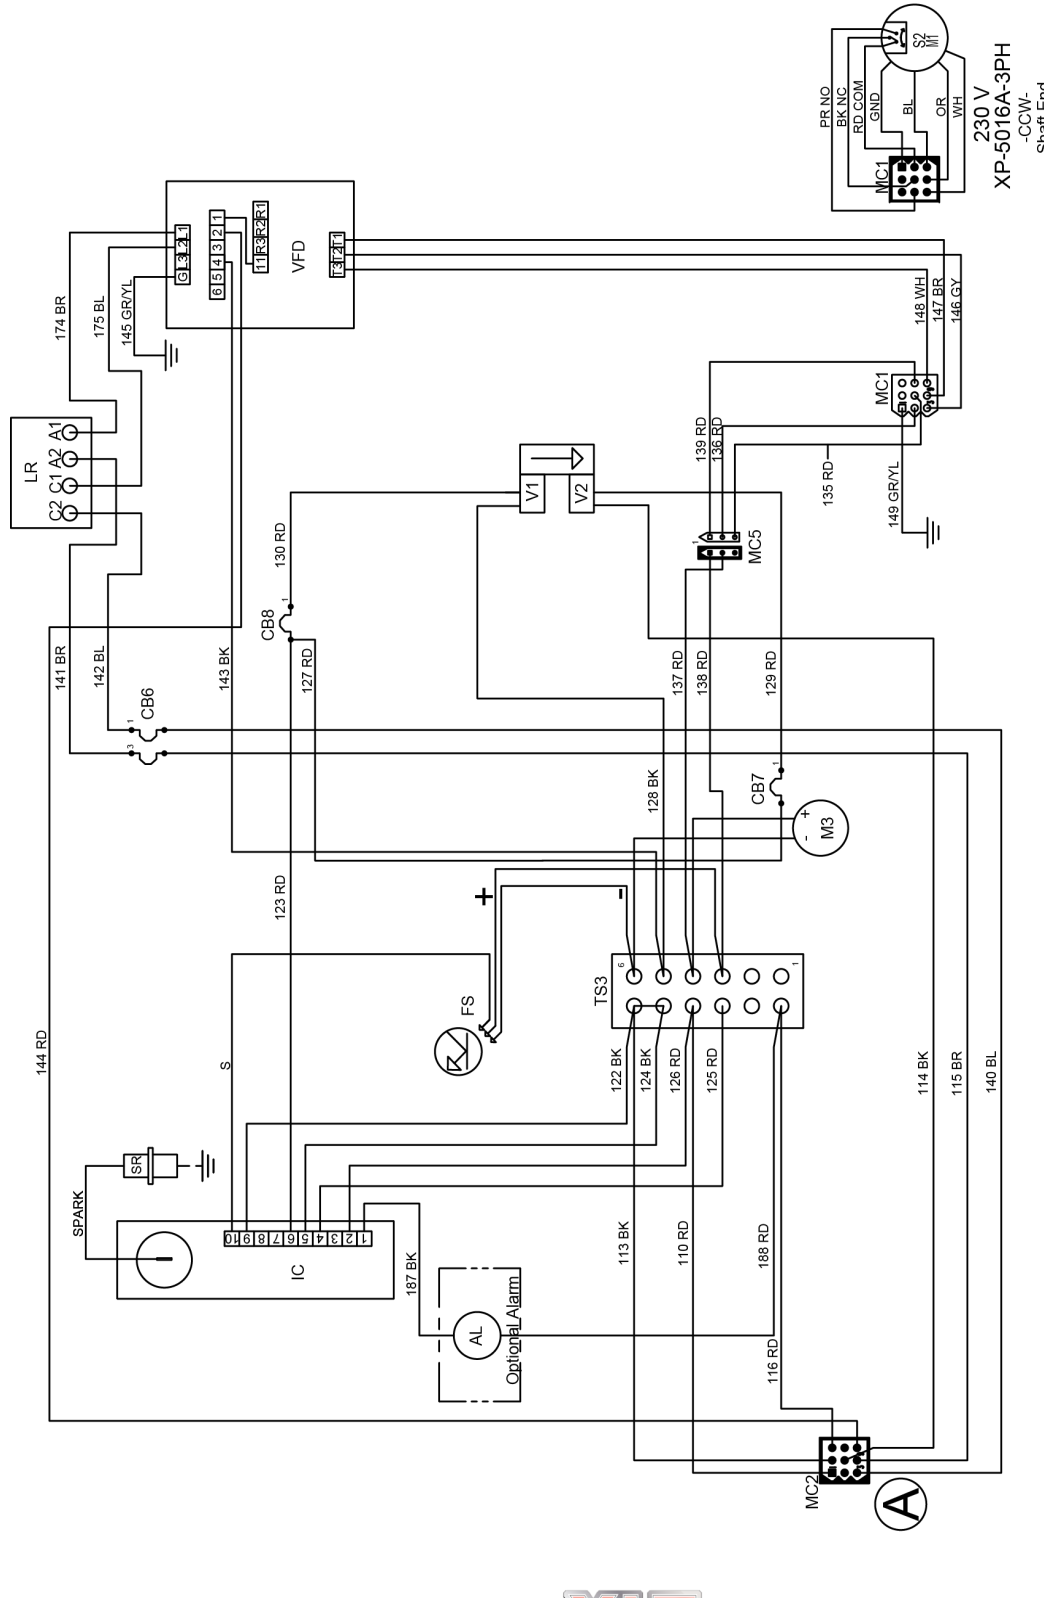 PR NO
BK NC
RD COM
GND
BL
OR
WH
S2
M1
MC1
230 V
XP-5016A-3PH
-CCW-
Shaft End
174 BR
175 BL
145 GR/YL
G L3 L2 L1
6 5 4 3 2 1
11 R3 R2 R1
VFD
T3 T2 T1
148 WH
147 BR
146 GY
MC1
LR
C2 C1 A2 A1
139 RD
136 RD
135 RD
149 GR/YL
V1
V2
1
MC5
130 RD
CB8
1
141 BR
142 BL
143 BK
127 RD
137 RD
138 RD
129 RD
CB6
1
3
128 BK
CB7
1
+
-
M3
123 RD
+
-
TS3
6
1
FS
144 RD
S
122 BK
124 BK
126 RD
125 RD
114 BK
115 BR
140 BL
SR
SPARK
10 9 8 7 6 5 4 3 2 1
IC
187 BK
113 BK
110 RD
188 RD
AL
Optional Alarm
116 RD
MC2
A